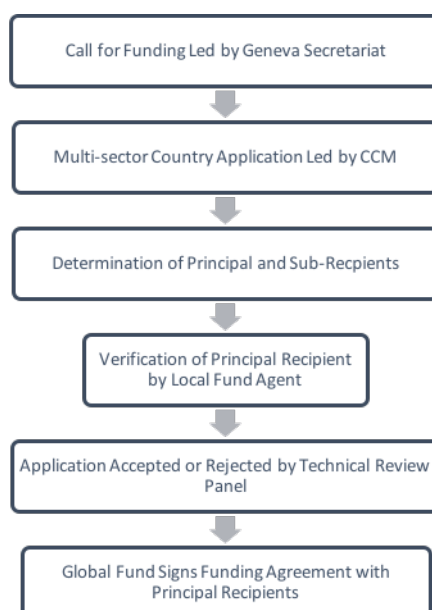 Call for Funding Led by Geneva Secretariat
Multi-sector Country Application Led by CCM
Determination of Principal and Sub-Recpients
Verification of Principal Recipient
by Local Fund Agent
Application Accepted or Rejected by Technical Review
Panel
Global Fund Signs Funding Agreement with
Principal Recipients